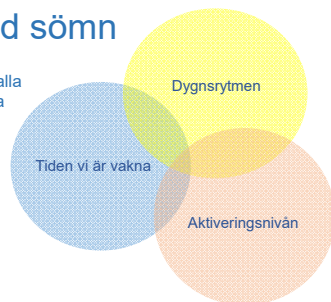 d sömn
alla
a
Dygnsrytmen
Tiden vi är vakna
Aktiveringsnivån